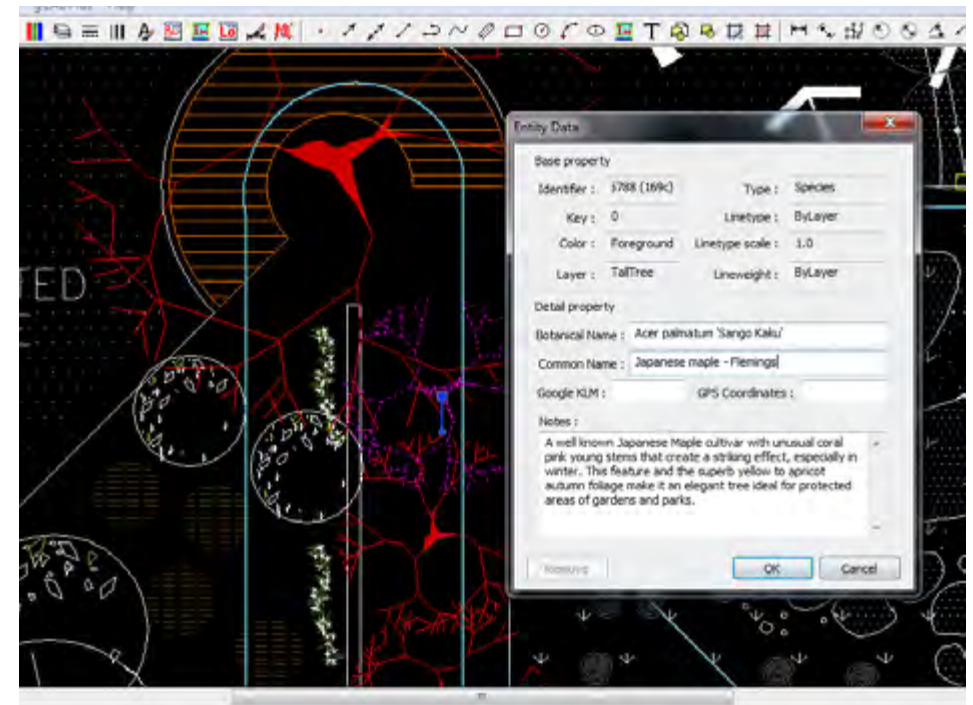 Entity Data
Base property
Identifier : 5788 (169c) Type : Species
Key : 0 Linetype : ByLayer
Color : Foreground Linetype scale : 1.0
Layer : TallTree Lineweight : ByLayer
TED
Detail property
Botanical Name : Acer palmatum 'Sango Kaku'
Common Name : Japanese maple - Flemings
Google KLM : GPS Coordinates :
Notes :
A well known Japanese Maple cultivar with unusual coral
pink young stems that create a striking effect, especially in
winter. This feature and the superb yellow to apricot
autumn foliage make it an elegant tree ideal for protected
areas of gardens and parks.
Remove OK Cancel